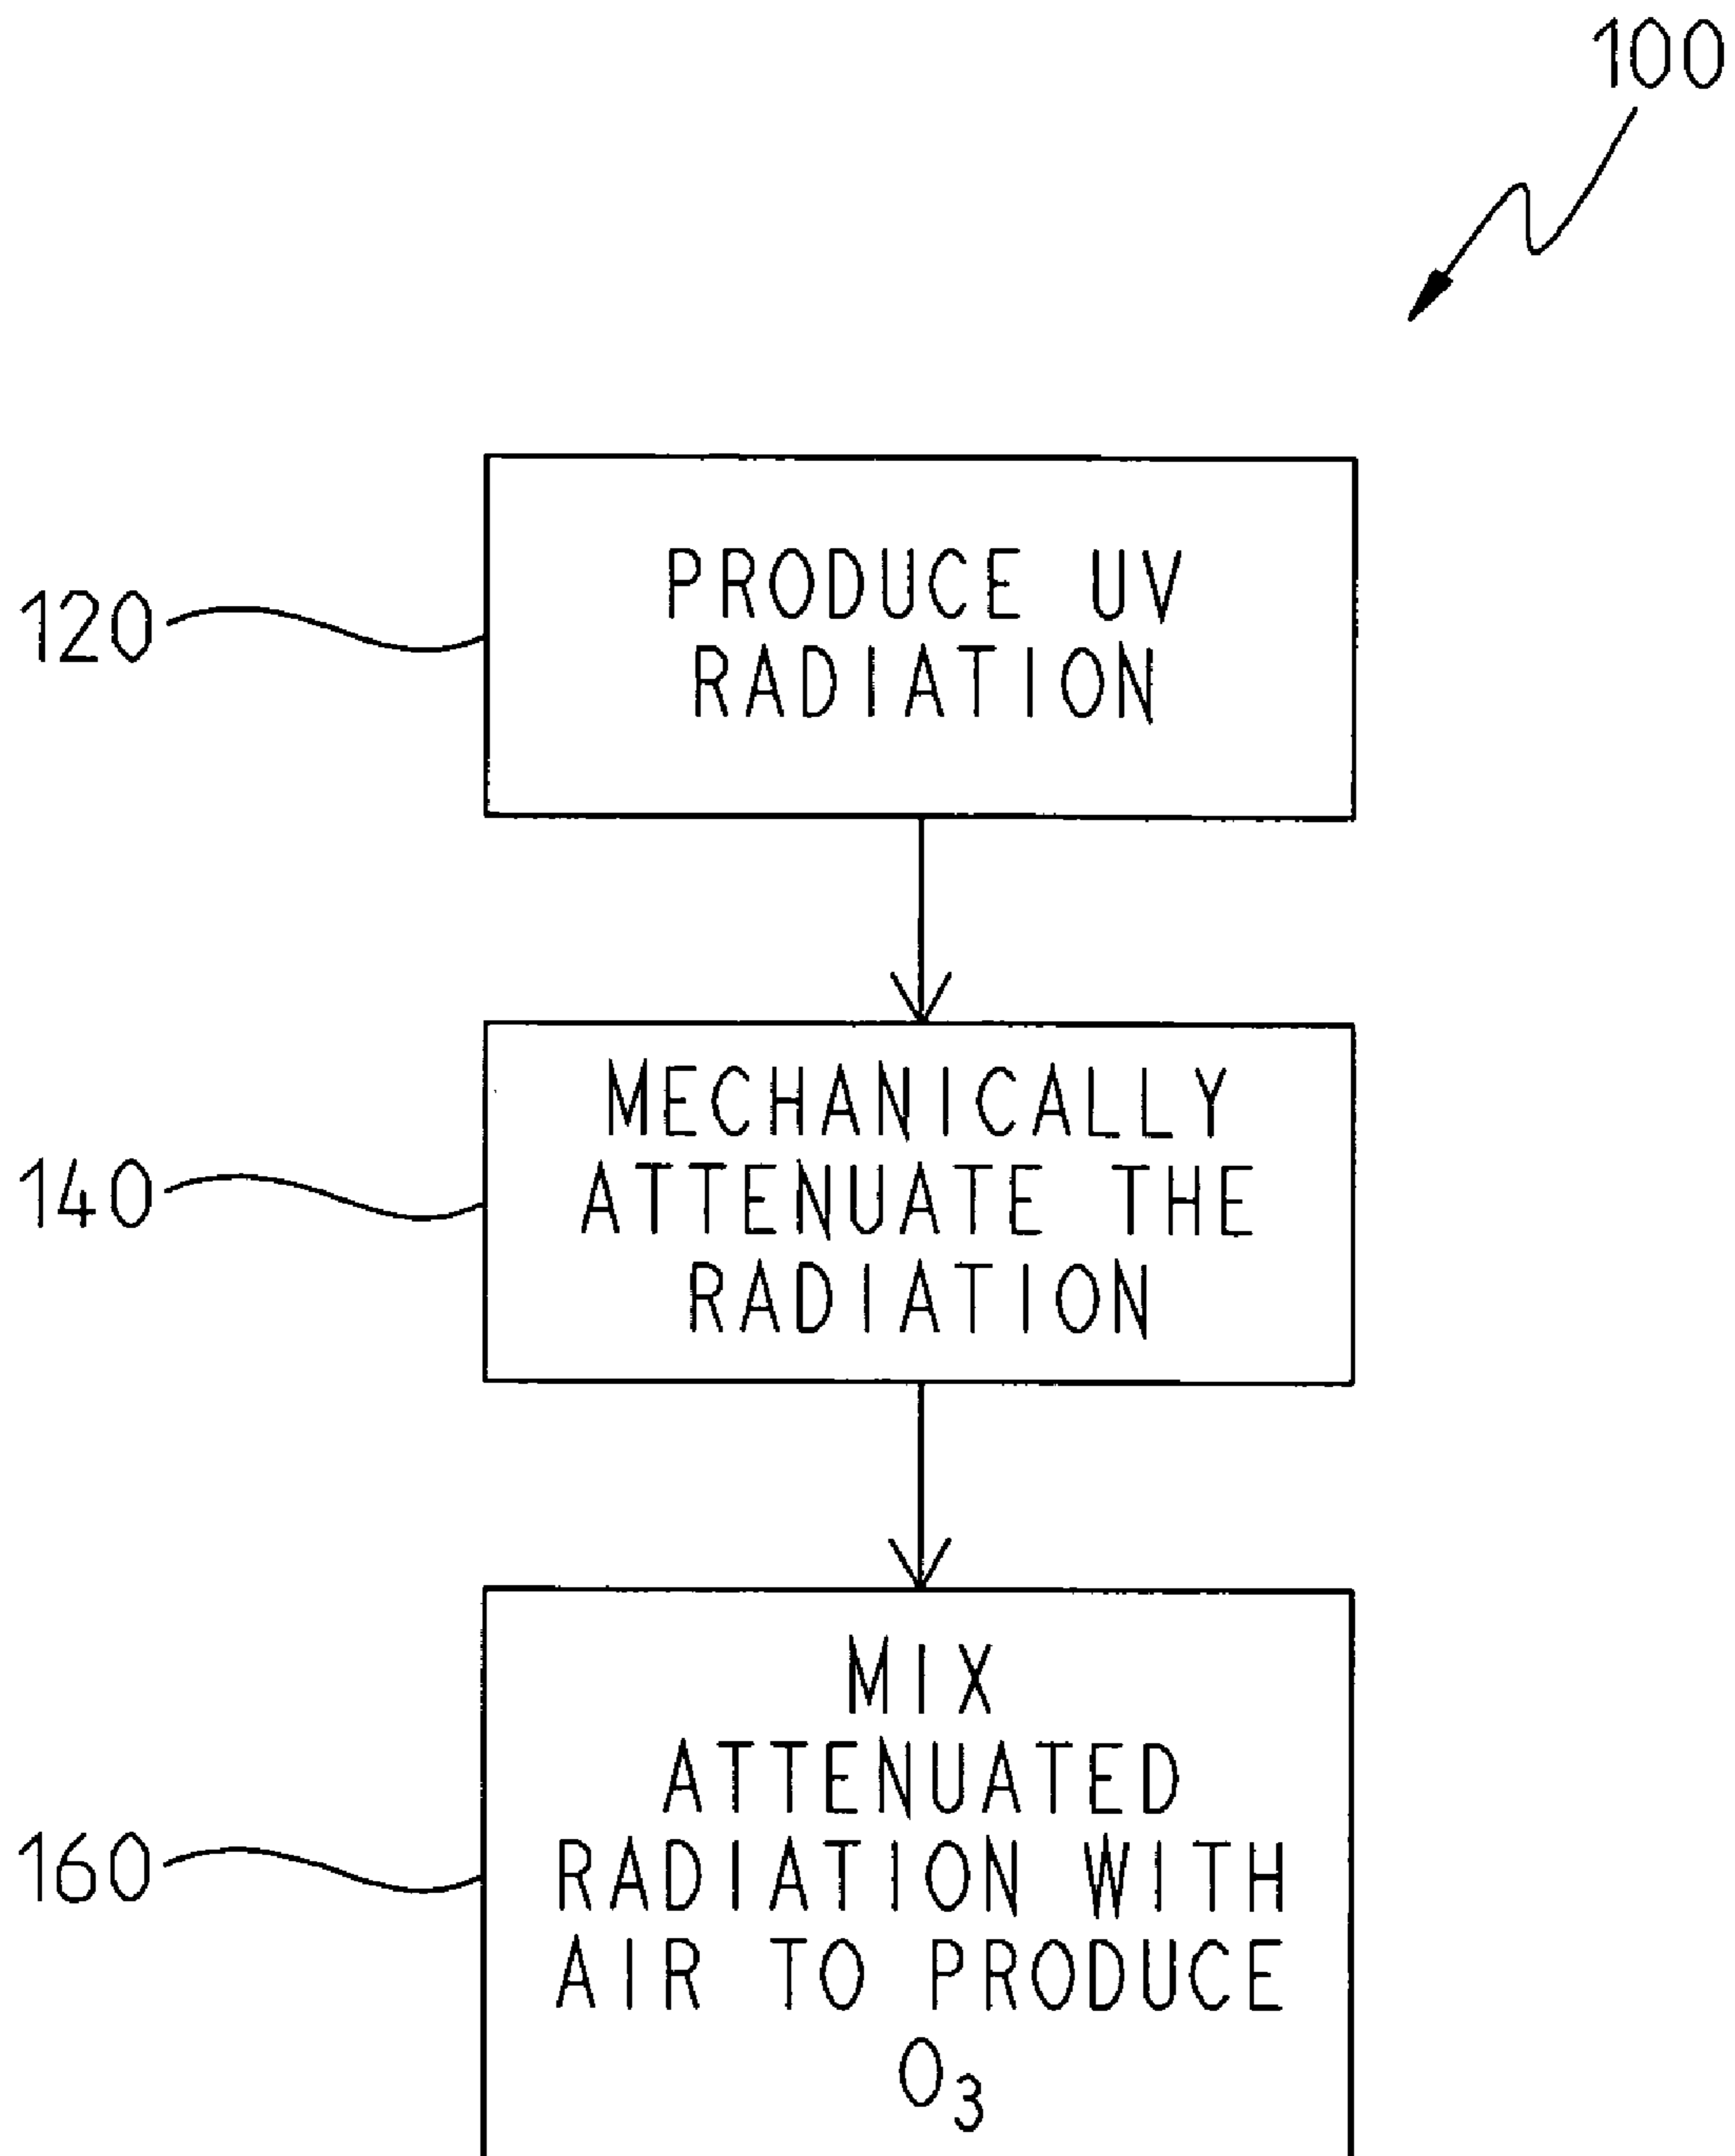 100
120
PRODUCE UV
RADIATION
140
MECHANICALLY
ATTENUATE THE
RADIATION
160
MIX
ATTENUATED
RADIATION WITH
AIR TO PRODUCE
O₃